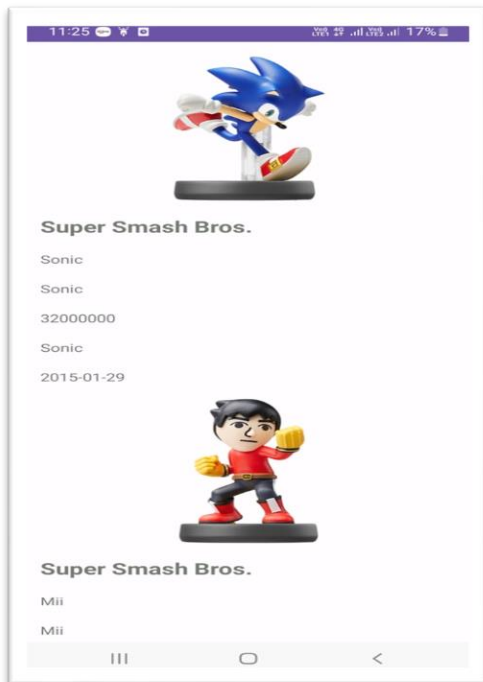 11:25 17%
Super Smash Bros.
Sonic
Sonic
32000000
Sonic
2015-01-29
Super Smash Bros.
Mii
Mii